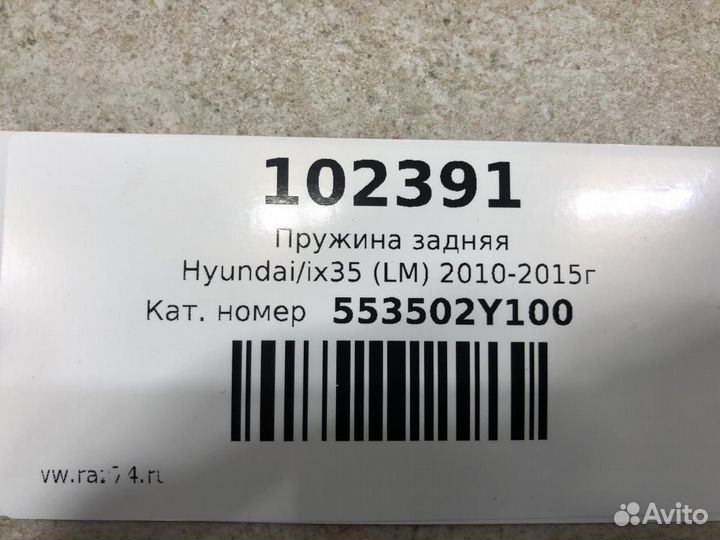 102391
Пружина задняя
Hyundai/ix35 (LM) 2010-2015г
Кат. номер 553502Y100
Avito